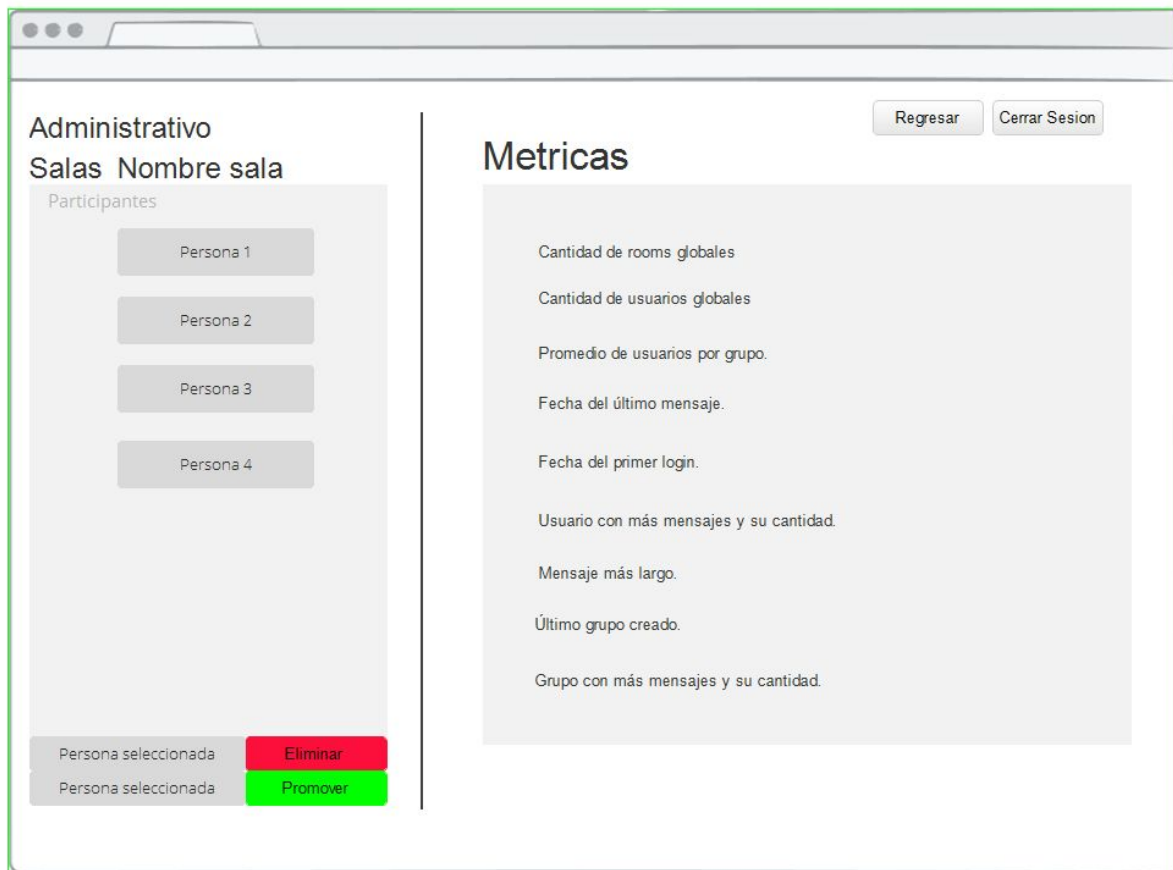 Regresar
Cerrar Sesion
Administrativo
Salas Nombre sala
Participantes
Persona 1
Persona 2
Persona 3
Persona 4
Persona seleccionada
Eliminar
Persona seleccionada
Promover
Metricas
Cantidad de rooms globales
Cantidad de usuarios globales
Promedio de usuarios por grupo.
Fecha del último mensaje.
Fecha del primer login.
Usuario con más mensajes y su cantidad.
Mensaje más largo.
Último grupo creado.
Grupo con más mensajes y su cantidad.